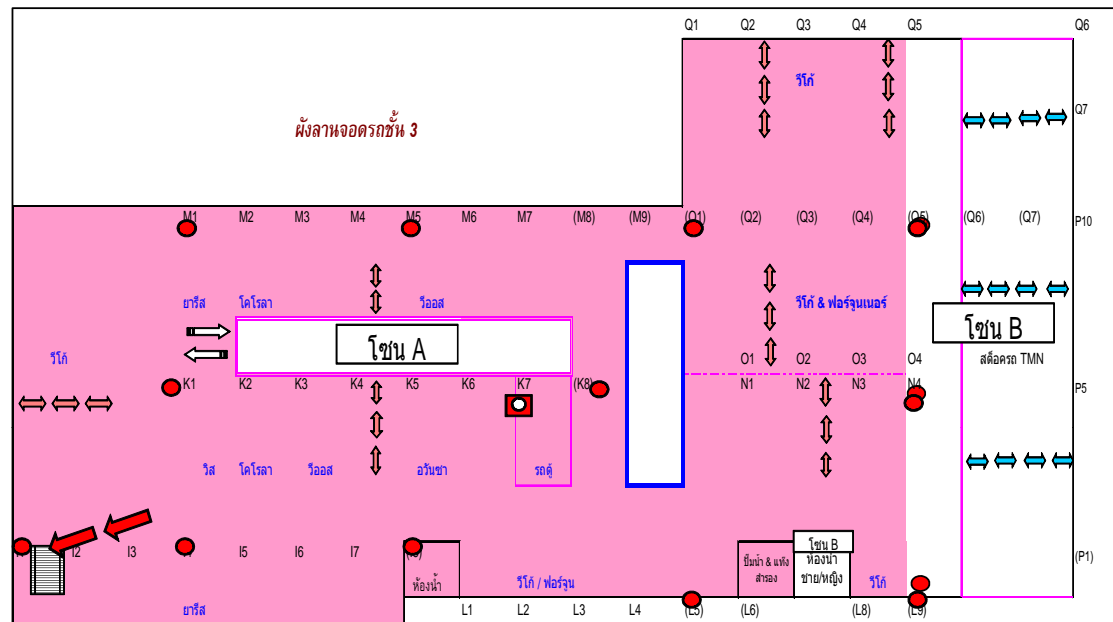 Q1 Q2 Q3 Q4 Q5 Q6
วีโก้
Q7
ผังลานจอดรถชั้น 3
M1 M2 M3 M4 M5 M6 M7 (M8) (M9) (Q1) (Q2) (Q3) (Q4) (Q5) (Q6) (Q7) P10
ยารีส โคโรลา วีออส วีโก้ & ฟอร์จูนเนอร์
โซน A
โซน B
วีโก้
O1 O2 O3 O4 สต็อครถ TMN
K1 K2 K3 K4 K5 K6 K7 (K8) N1 N2 N3 N4 P5
วิส โคโรลา วีออส อวันซา รถตู้
โซน B
I2 I3 I5 I6 I7 (P1)
ห้องน้ำ วีโก้ / ฟอร์จูน ปั๊มน้ำ & แท้ง ห้องน้ำ วีโก้
สำรอง ชาย/หญิง
ยารีส L1 L2 L3 L4 (L5) (L6) (L8) (L9)